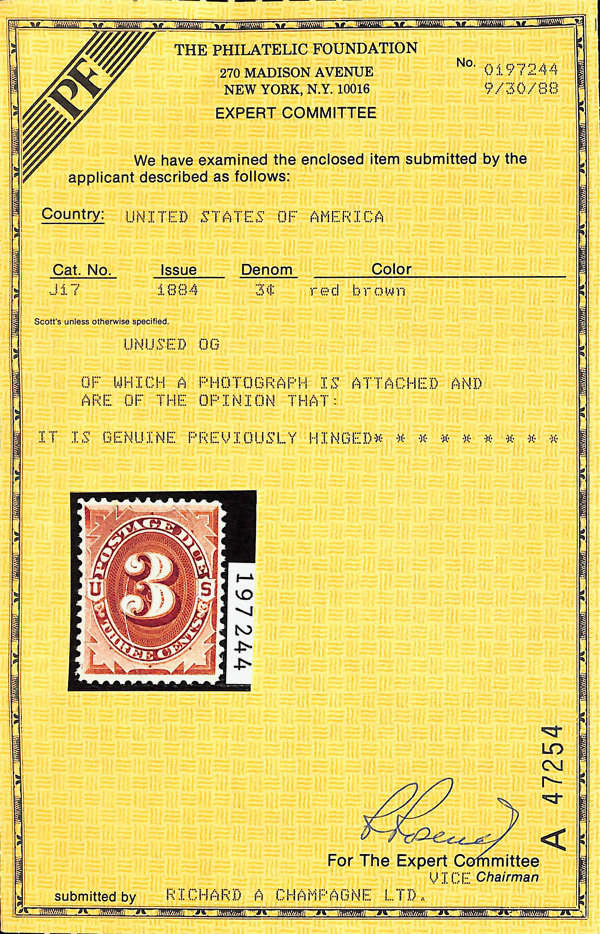 PF
THE PHILATELIC FOUNDATION
270 MADISON AVENUE
NEW YORK, N.Y. 10016
EXPERT COMMITTEE
No. 0197244
9/30/88
We have examined the enclosed item submitted by the
applicant described as follows:
Country: UNITED STATES OF AMERICA
Cat. No. Issue Denom Color
J17 1884 3¢ red brown
Scott's unless otherwise specified.
UNUSED OG
OF WHICH A PHOTOGRAPH IS ATTACHED AND
ARE OF THE OPINION THAT:
IT IS GENUINE PREVIOUSLY HINGED* * * * * * * * * *
POSTAGE DUE
U 3 S
THREE CENTS
197244
A 47254
For The Expert Committee
VICE Chairman
submitted by RICHARD A CHAMPAGNE LTD.